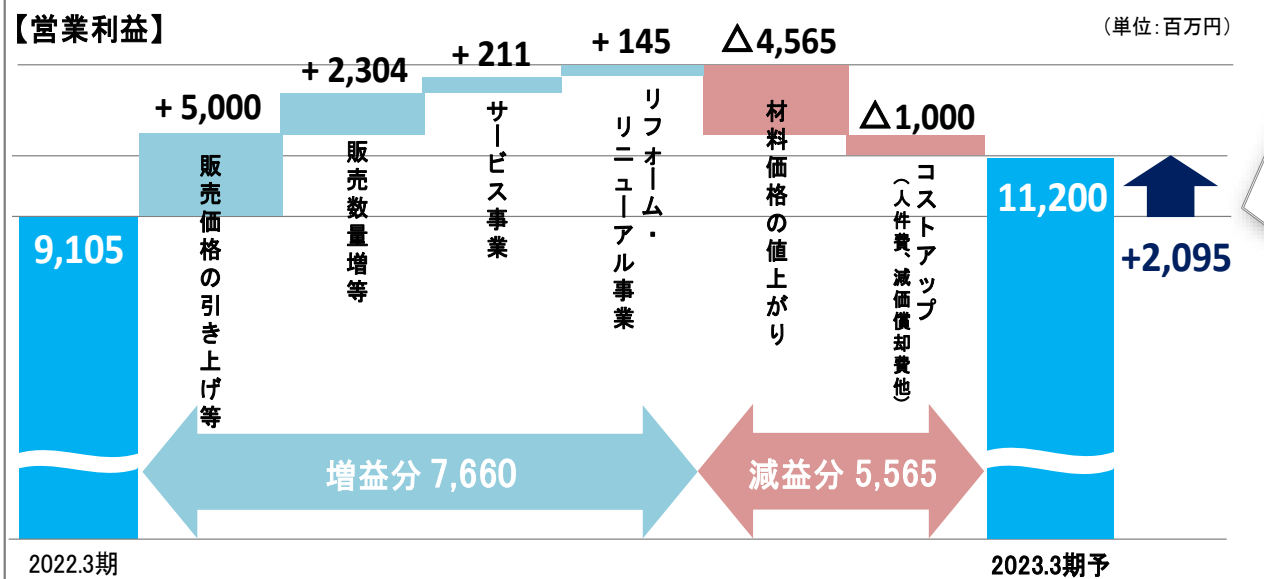 【営業利益】
(単位:百万円)
+ 5,000
+ 2,304
+ 211
+ 145
△4,565
△1,000
販売価格の引き上げ等
販売数量増等
サービス事業
リフォーム・
リニューアル事業
材料価格の値上がり
コストアップ
(人件費、減価償却費他)
9,105
11,200
+2,095
増益分 7,660
減益分 5,565
2022.3期
2023.3期予